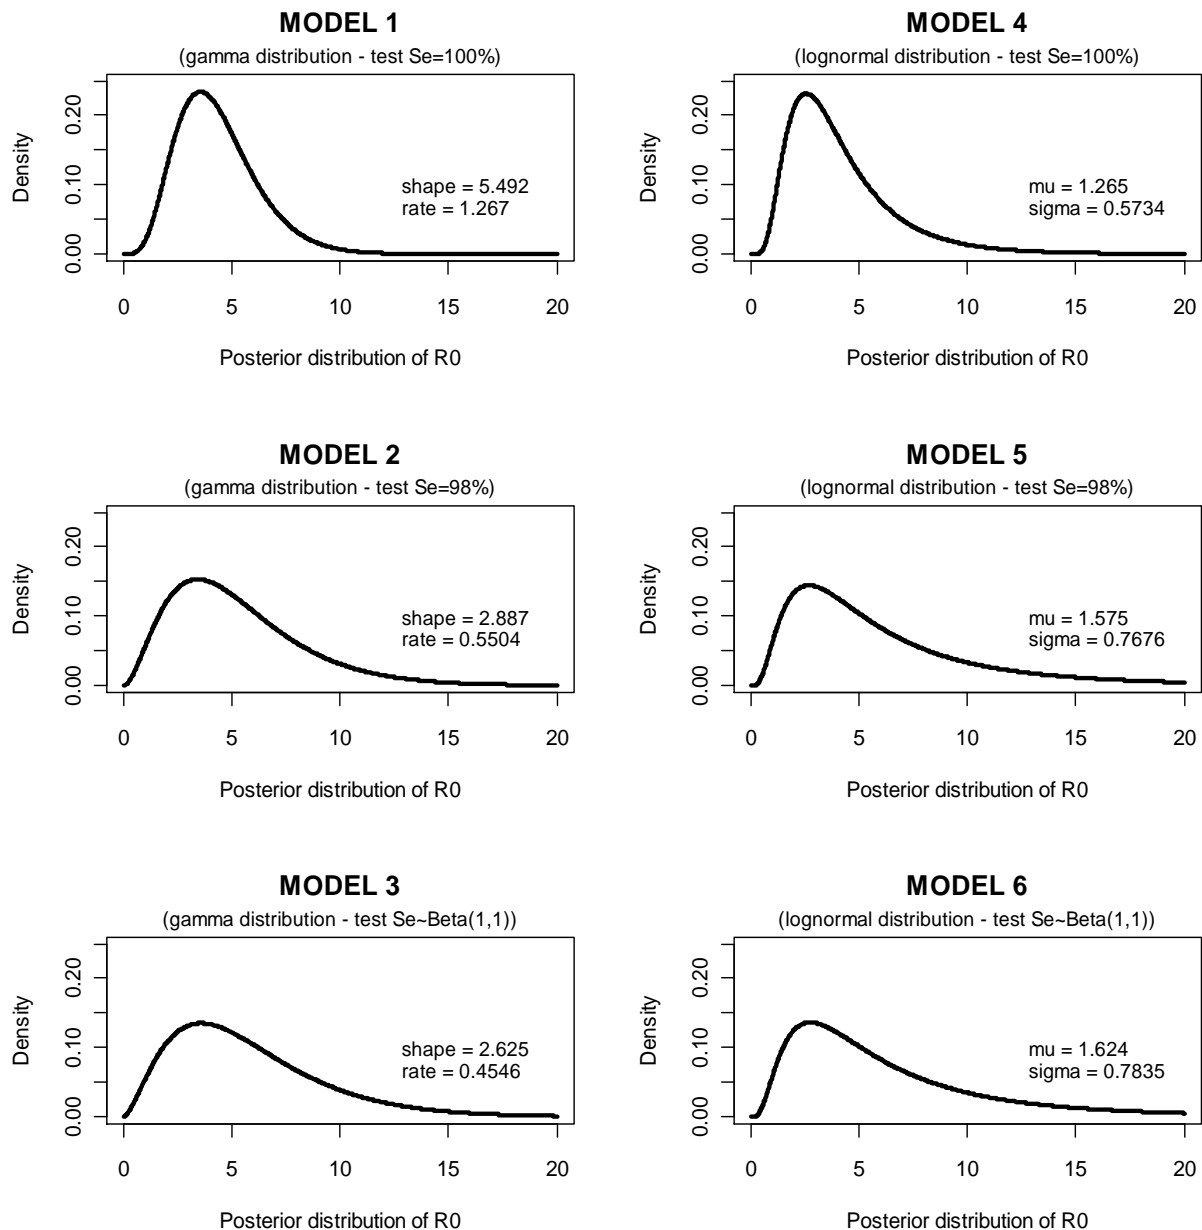 MODEL 1
(gamma distribution - test Se=100%)
Density
0.20
0.10
0.00
shape = 5.492
rate = 1.267
0 5 10 15 20
Posterior distribution of R0
MODEL 4
(lognormal distribution - test Se=100%)
Density
0.20
0.10
0.00
mu = 1.265
sigma = 0.5734
0 5 10 15 20
Posterior distribution of R0
MODEL 2
(gamma distribution - test Se=98%)
Density
0.20
0.10
0.00
shape = 2.887
rate = 0.5504
0 5 10 15 20
Posterior distribution of R0
MODEL 5
(lognormal distribution - test Se=98%)
Density
0.20
0.10
0.00
mu = 1.575
sigma = 0.7676
0 5 10 15 20
Posterior distribution of R0
MODEL 3
(gamma distribution - test Se~Beta(1,1))
Density
0.20
0.10
0.00
shape = 2.625
rate = 0.4546
0 5 10 15 20
Posterior distribution of R0
MODEL 6
(lognormal distribution - test Se~Beta(1,1))
Density
0.20
0.10
0.00
mu = 1.624
sigma = 0.7835
0 5 10 15 20
Posterior distribution of R0